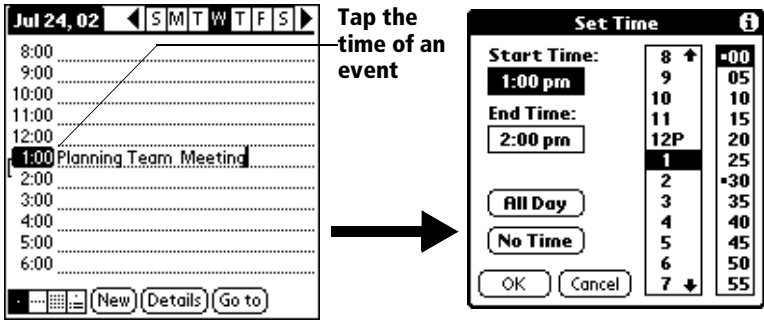 Jul 24, 02 S M T W T F S
8:00
9:00
10:00
11:00
12:00
1:00 Planning Team Meeting
2:00
3:00
4:00
5:00
6:00
New Details Go to
Tap the
time of an
event
Set Time i
Start Time:
1:00 pm
End Time:
2:00 pm
All Day
No Time
OK Cancel
8
9
10
11
12P
1
2
3
4
5
6
7
00
05
10
15
20
25
30
35
40
45
50
55